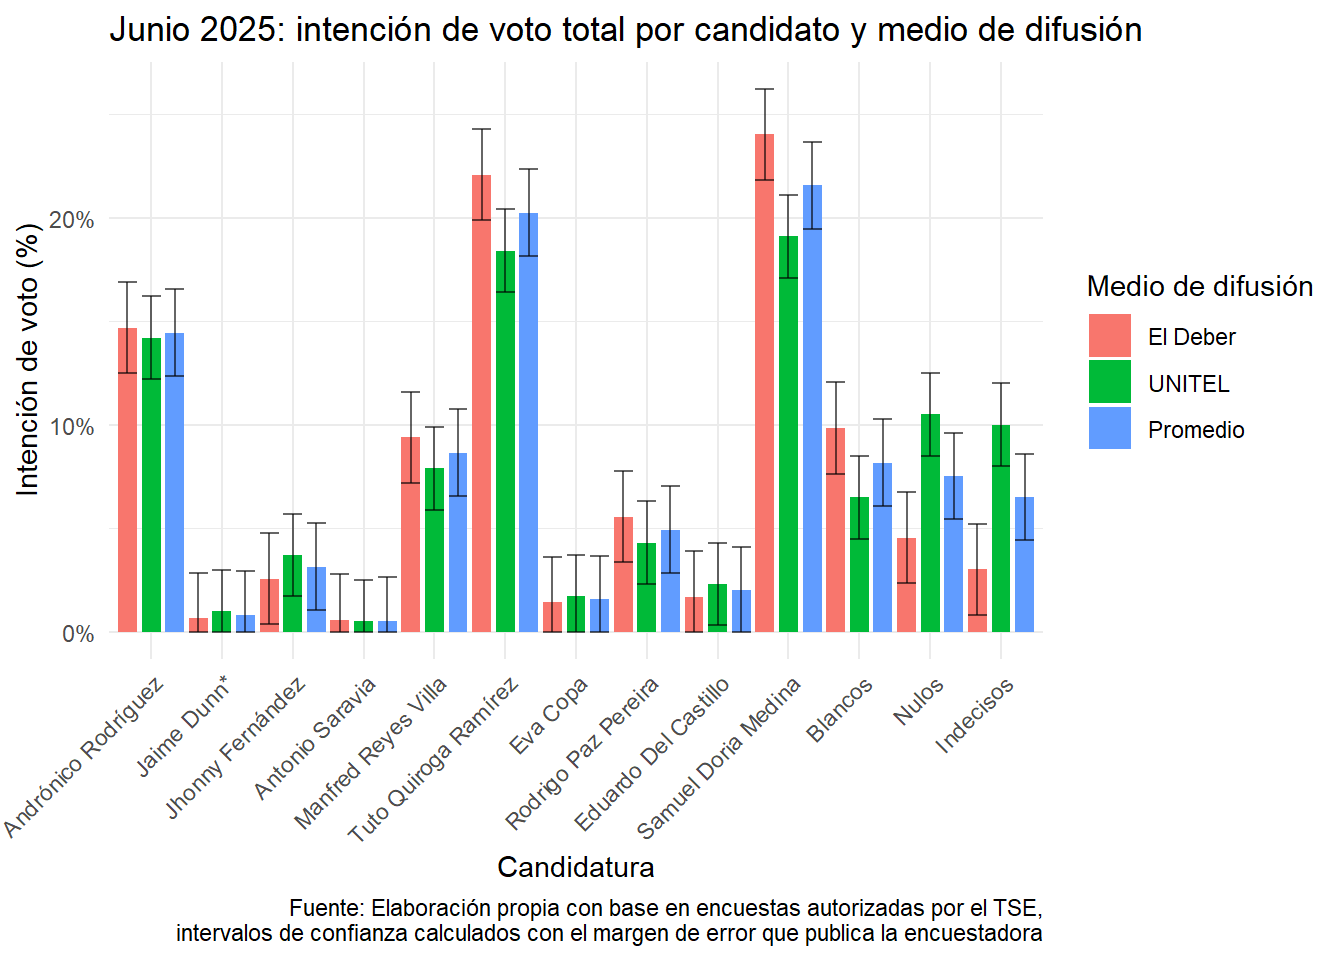 Junio 2025: intención de voto total por candidato y medio de difusión
Intención de voto (%)
20%
10%
0%
Andrónico Rodríguez
Jaime Dunn*
Jhonny Fernández
Antonio Saravia
Manfred Reyes Villa
Tuto Quiroga Ramírez
Eva Copa
Rodrigo Paz Pereira
Eduardo Del Castillo
Samuel Doria Medina
Blancos
Nulos
Indecisos
Candidatura
Medio de difusión
El Deber
UNITEL
Promedio
Fuente: Elaboración propia con base en encuestas autorizadas por el TSE,
intervalos de confianza calculados con el margen de error que publica la encuestadora